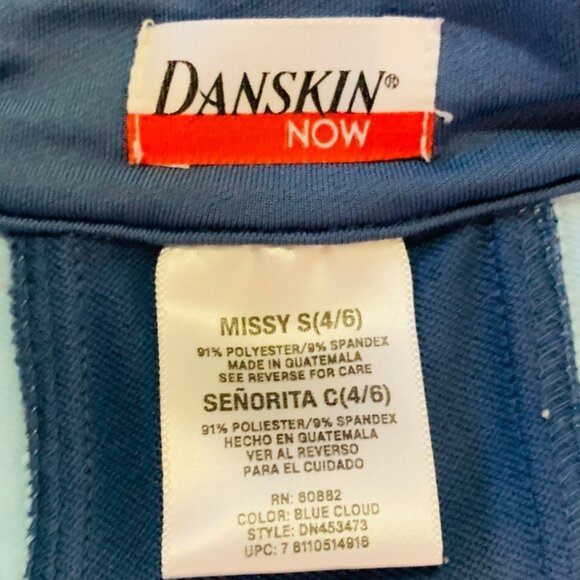 DANSKIN®
NOW
MISSY S(4/6)
91% POLYESTER/9% SPANDEX
MADE IN GUATEMALA
SEE REVERSE FOR CARE
SEÑORITA C(4/6)
91% POLIESTER/9% SPANDEX
HECHO EN GUATEMALA
VER AL REVERSO
PARA EL CUIDADO
RN: 60882
COLOR: BLUE CLOUD
STYLE: DN453473
UPC: 7 6110514916